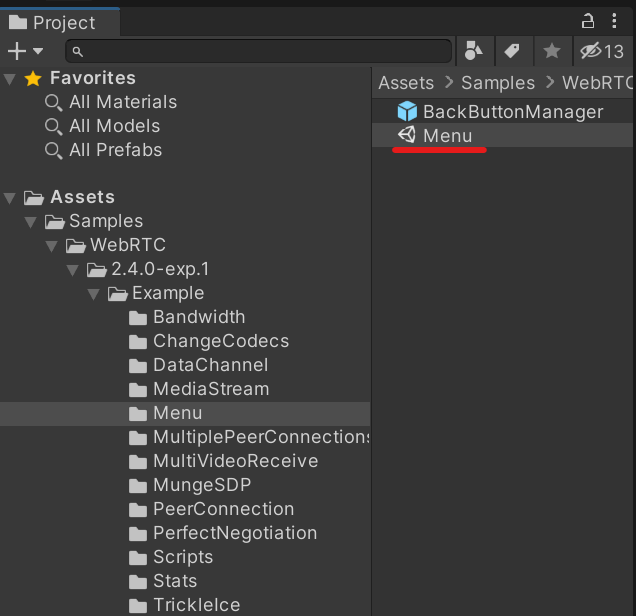 Project
13
Favorites
All Materials
All Models
All Prefabs
Assets
Samples
WebRTC
2.4.0-exp.1
Example
Bandwidth
ChangeCodecs
DataChannel
MediaStream
Menu
MultiplePeerConnections
MultiVideoReceive
MungeSDP
PeerConnection
PerfectNegotiation
Scripts
Stats
TrickleIce
Assets > Samples > WebRTC
BackButtonManager
Menu